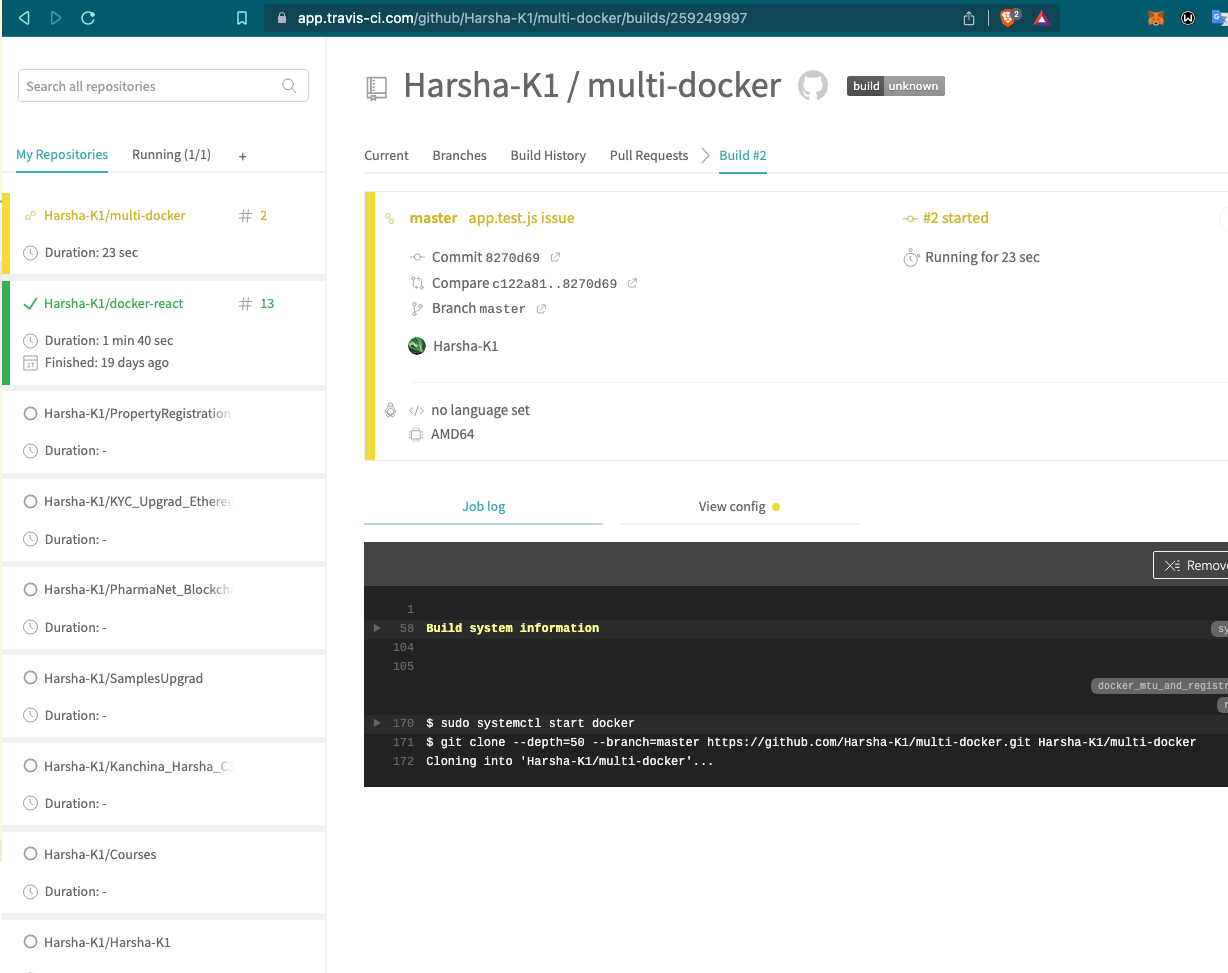 app.travis-ci.com/github/Harsha-K1/multi-docker/builds/259249997
2
Search all repositories
My Repositories Running (1/1) +
Harsha-K1/multi-docker # 2
Duration: 23 sec
Harsha-K1/docker-react # 13
Duration: 1 min 40 sec
27 Finished: 19 days ago
Harsha-K1/PropertyRegistration
Duration: -
Harsha-K1/KYC_Upgrad_Ethereu
Duration: -
Harsha-K1/PharmaNet_Blockcha
Duration: -
Harsha-K1/SamplesUpgrad
Duration: -
Harsha-K1/Kanchina_Harsha_C3
Duration: -
Harsha-K1/Courses
Duration: -
Harsha-K1/Harsha-K1
Harsha-K1 / multi-docker build unknown
Current Branches Build History Pull Requests Build #2
master app.test.js issue #2 started
Commit 8270d69 Running for 23 sec
Compare c122a81..8270d69
Branch master
Harsha-K1
</> no language set
AMD64
Job log View config
Remove
1
58 Build system information sy
104
105
docker_mtu_and_registr
170 $ sudo systemctl start docker
171 $ git clone --depth=50 --branch=master https://github.com/Harsha-K1/multi-docker.git Harsha-K1/multi-docker
172 Cloning into 'Harsha-K1/multi-docker'...